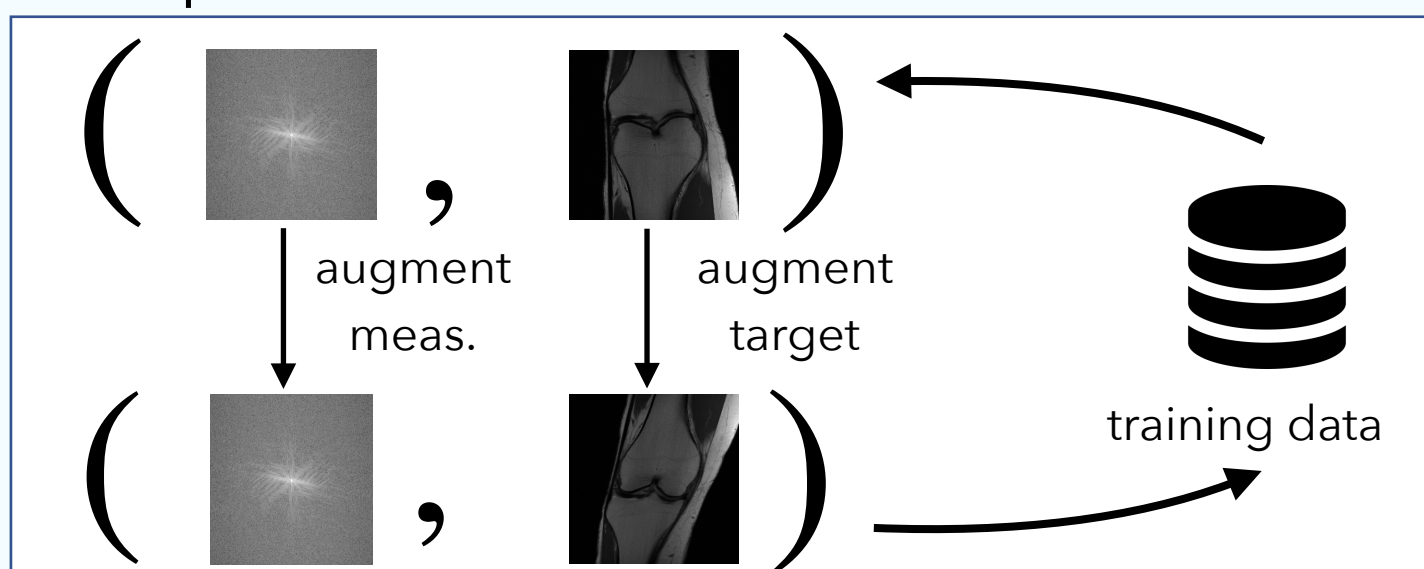 ( , )
augment
meas.
augment
target
training data
( , )